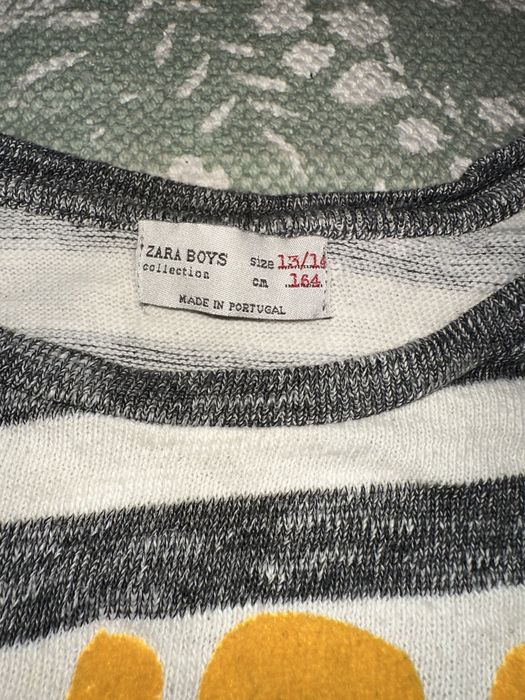 ZARA BOYS size 13/14
collection cm 164
MADE IN PORTUGAL